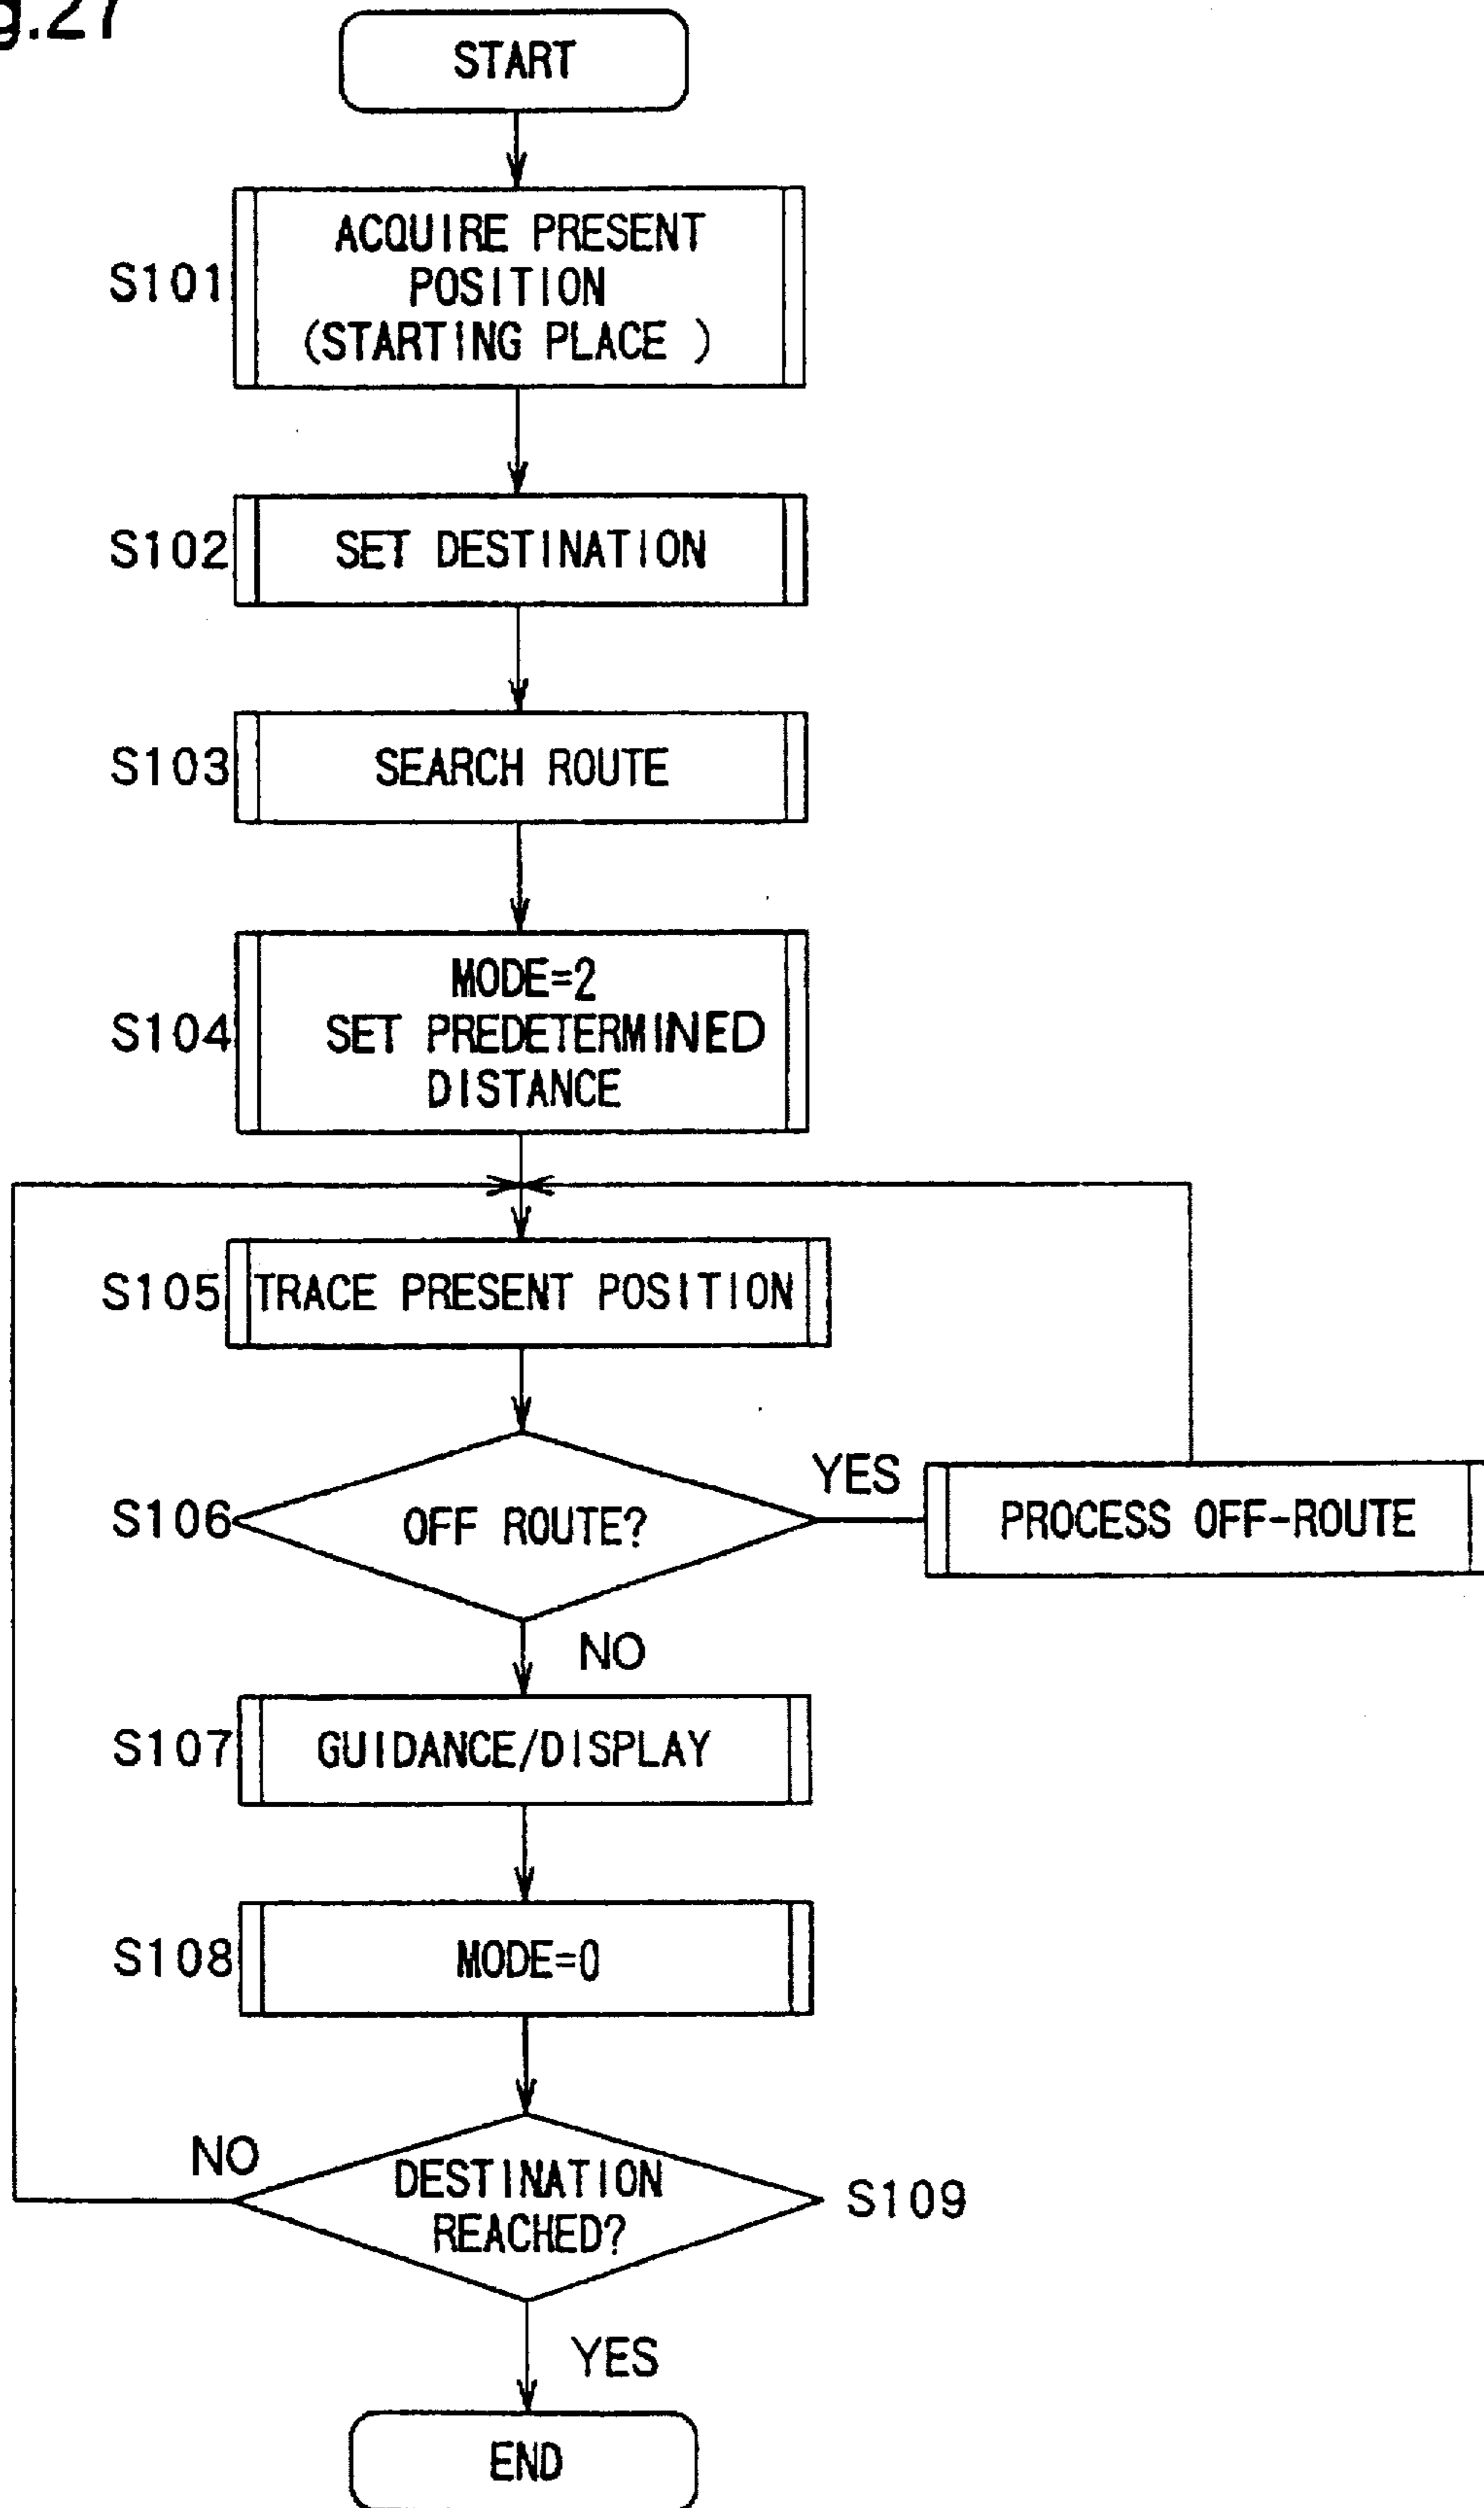 g.27
START
S101
ACQUIRE PRESENT
POSITION
(STARTING PLACE )
S102
SET DESTINATION
S103
SEARCH ROUTE
S104
MODE=2
SET PREDETERMINED
DISTANCE
S105
TRACE PRESENT POSITION
S106
OFF ROUTE?
YES
PROCESS OFF-ROUTE
NO
S107
GUIDANCE/DISPLAY
S108
MODE=0
NO
DESTINATION
REACHED?
S109
YES
END